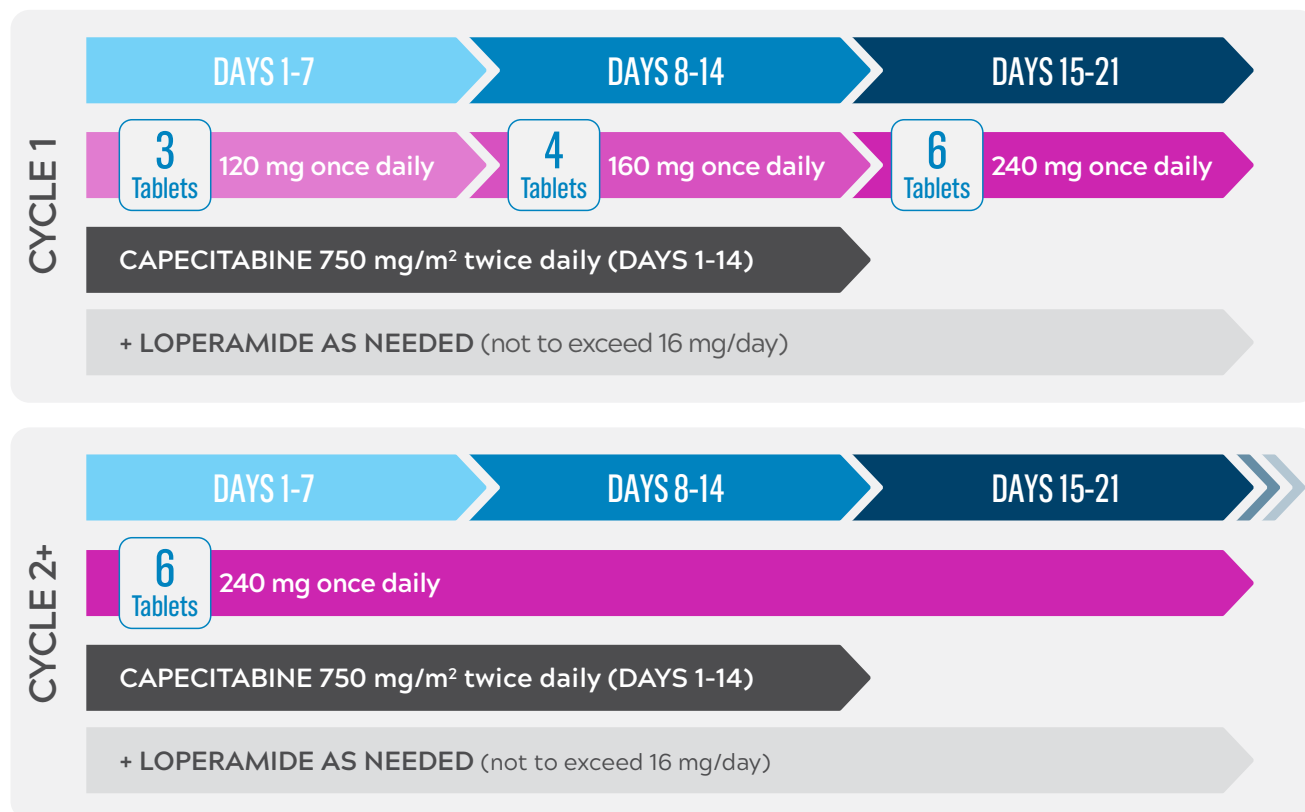 CYCLE 1
DAYS 1-7
DAYS 8-14
DAYS 15-21
3
Tablets
120 mg once daily
4
Tablets
160 mg once daily
6
Tablets
240 mg once daily
CAPECITABINE 750 mg/m² twice daily (DAYS 1-14)
+ LOPERAMIDE AS NEEDED (not to exceed 16 mg/day)
CYCLE 2+
DAYS 1-7
DAYS 8-14
DAYS 15-21
6
Tablets
240 mg once daily
CAPECITABINE 750 mg/m² twice daily (DAYS 1-14)
+ LOPERAMIDE AS NEEDED (not to exceed 16 mg/day)